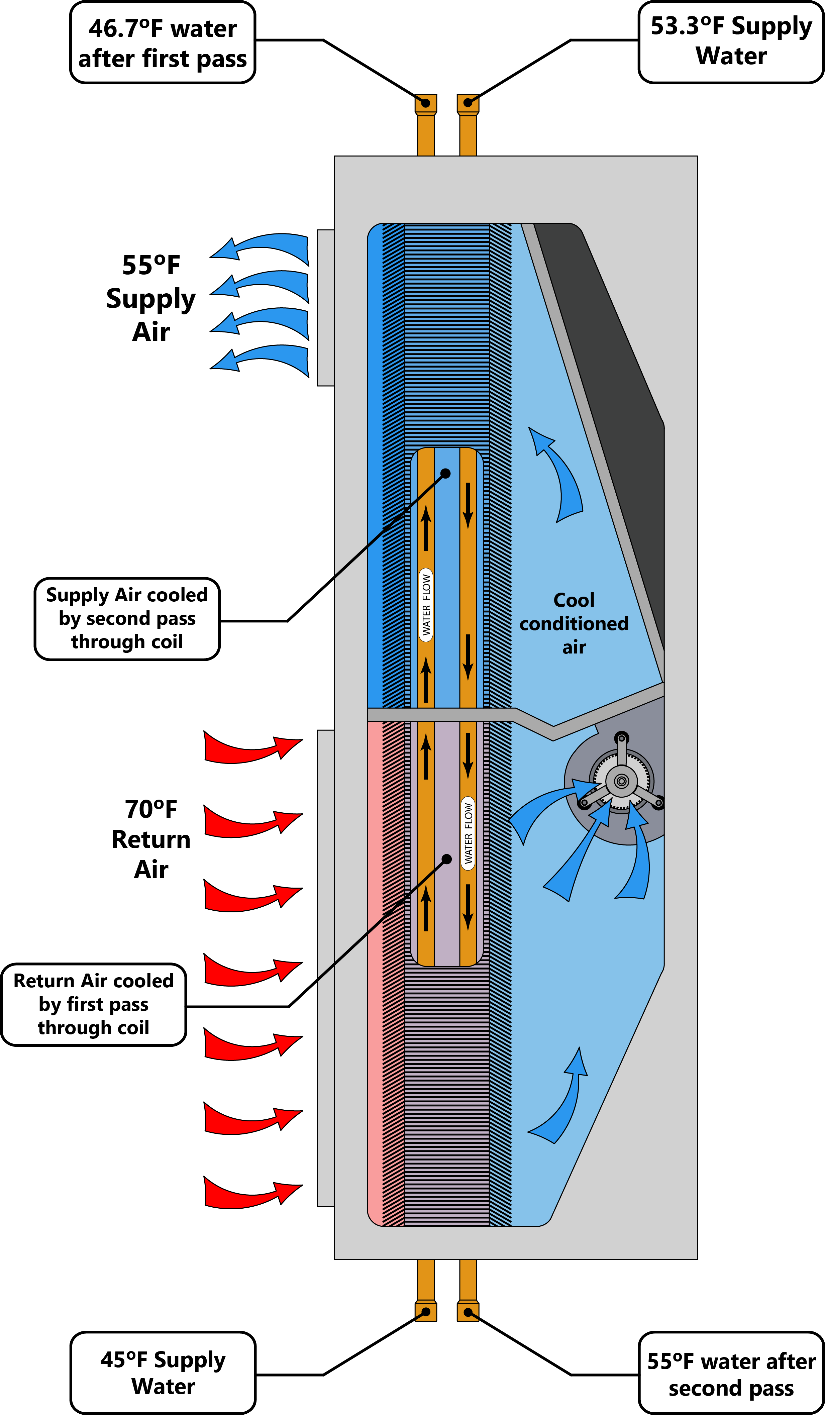 46.7ºF water
after first pass
53.3ºF Supply
Water
55ºF
Supply
Air
Supply Air cooled
by second pass
through coil
WATER FLOW
Cool
conditioned
air
70ºF
Return
Air
WATER FLOW
Return Air cooled
by first pass
through coil
45ºF Supply
Water
55ºF water after
second pass